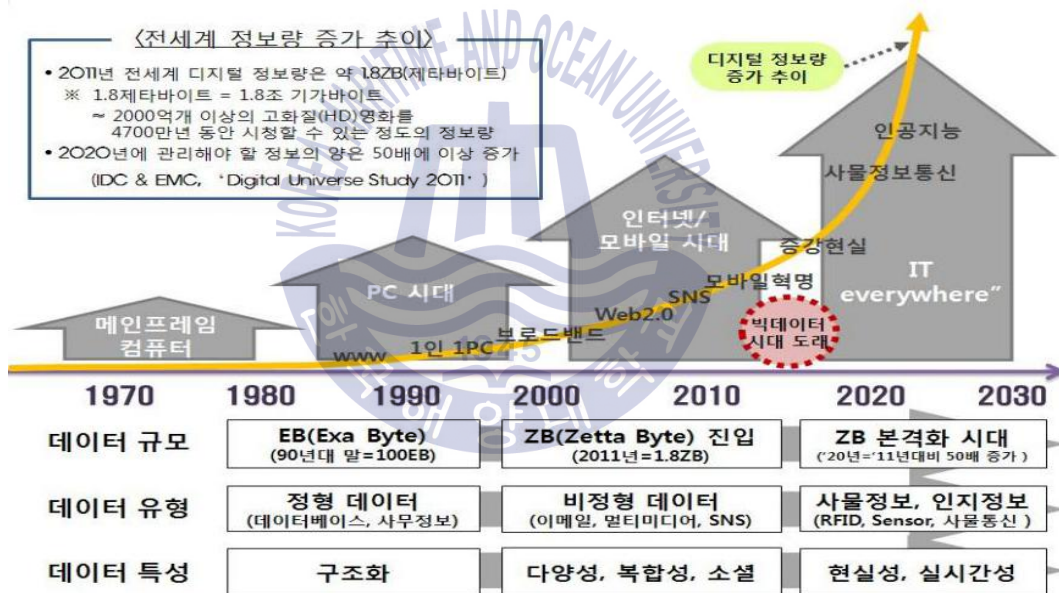 〈전세계 정보량 증가 추이〉
• 2011년 전세계 디지털 정보량은 약 1.8ZB(제타바이트)
※ 1.8제타바이트 = 1.8조 기가바이트
≈ 2000억개 이상의 고화질(HD)영화를
4700만년 동안 시청할 수 있는 정도의 정보량
• 2020년에 관리해야 할 정보의 양은 50배에 이상 증가
(IDC & EMC, 'Digital Universe Study 2011' )
디지털 정보량
증가 추이
인공지능
사물정보통신
증강현실
IT
everywhere”
인터넷/
모바일 시대
모바일혁명
SNS
Web2.0
빅데이터
시대 도래
PC 시대
브로드밴드
1인 1PC
www
메인프레임
컴퓨터
KOREA MARITIME AND OCEAN UNIVERSITY
1945
한국해양대학교
1970 1980 1990 2000 2010 2020 2030
데이터 규모
EB(Exa Byte)
(90년대 말=100EB)
ZB(Zetta Byte) 진입
(2011년=1.8ZB)
ZB 본격화 시대
('20년='11년대비 50배 증가 )
데이터 유형
정형 데이터
(데이터베이스, 사무정보)
비정형 데이터
(이메일, 멀티미디어, SNS)
사물정보, 인지정보
(RFID, Sensor, 사물통신 )
데이터 특성
구조화
다양성, 복합성, 소셜
현실성, 실시간성